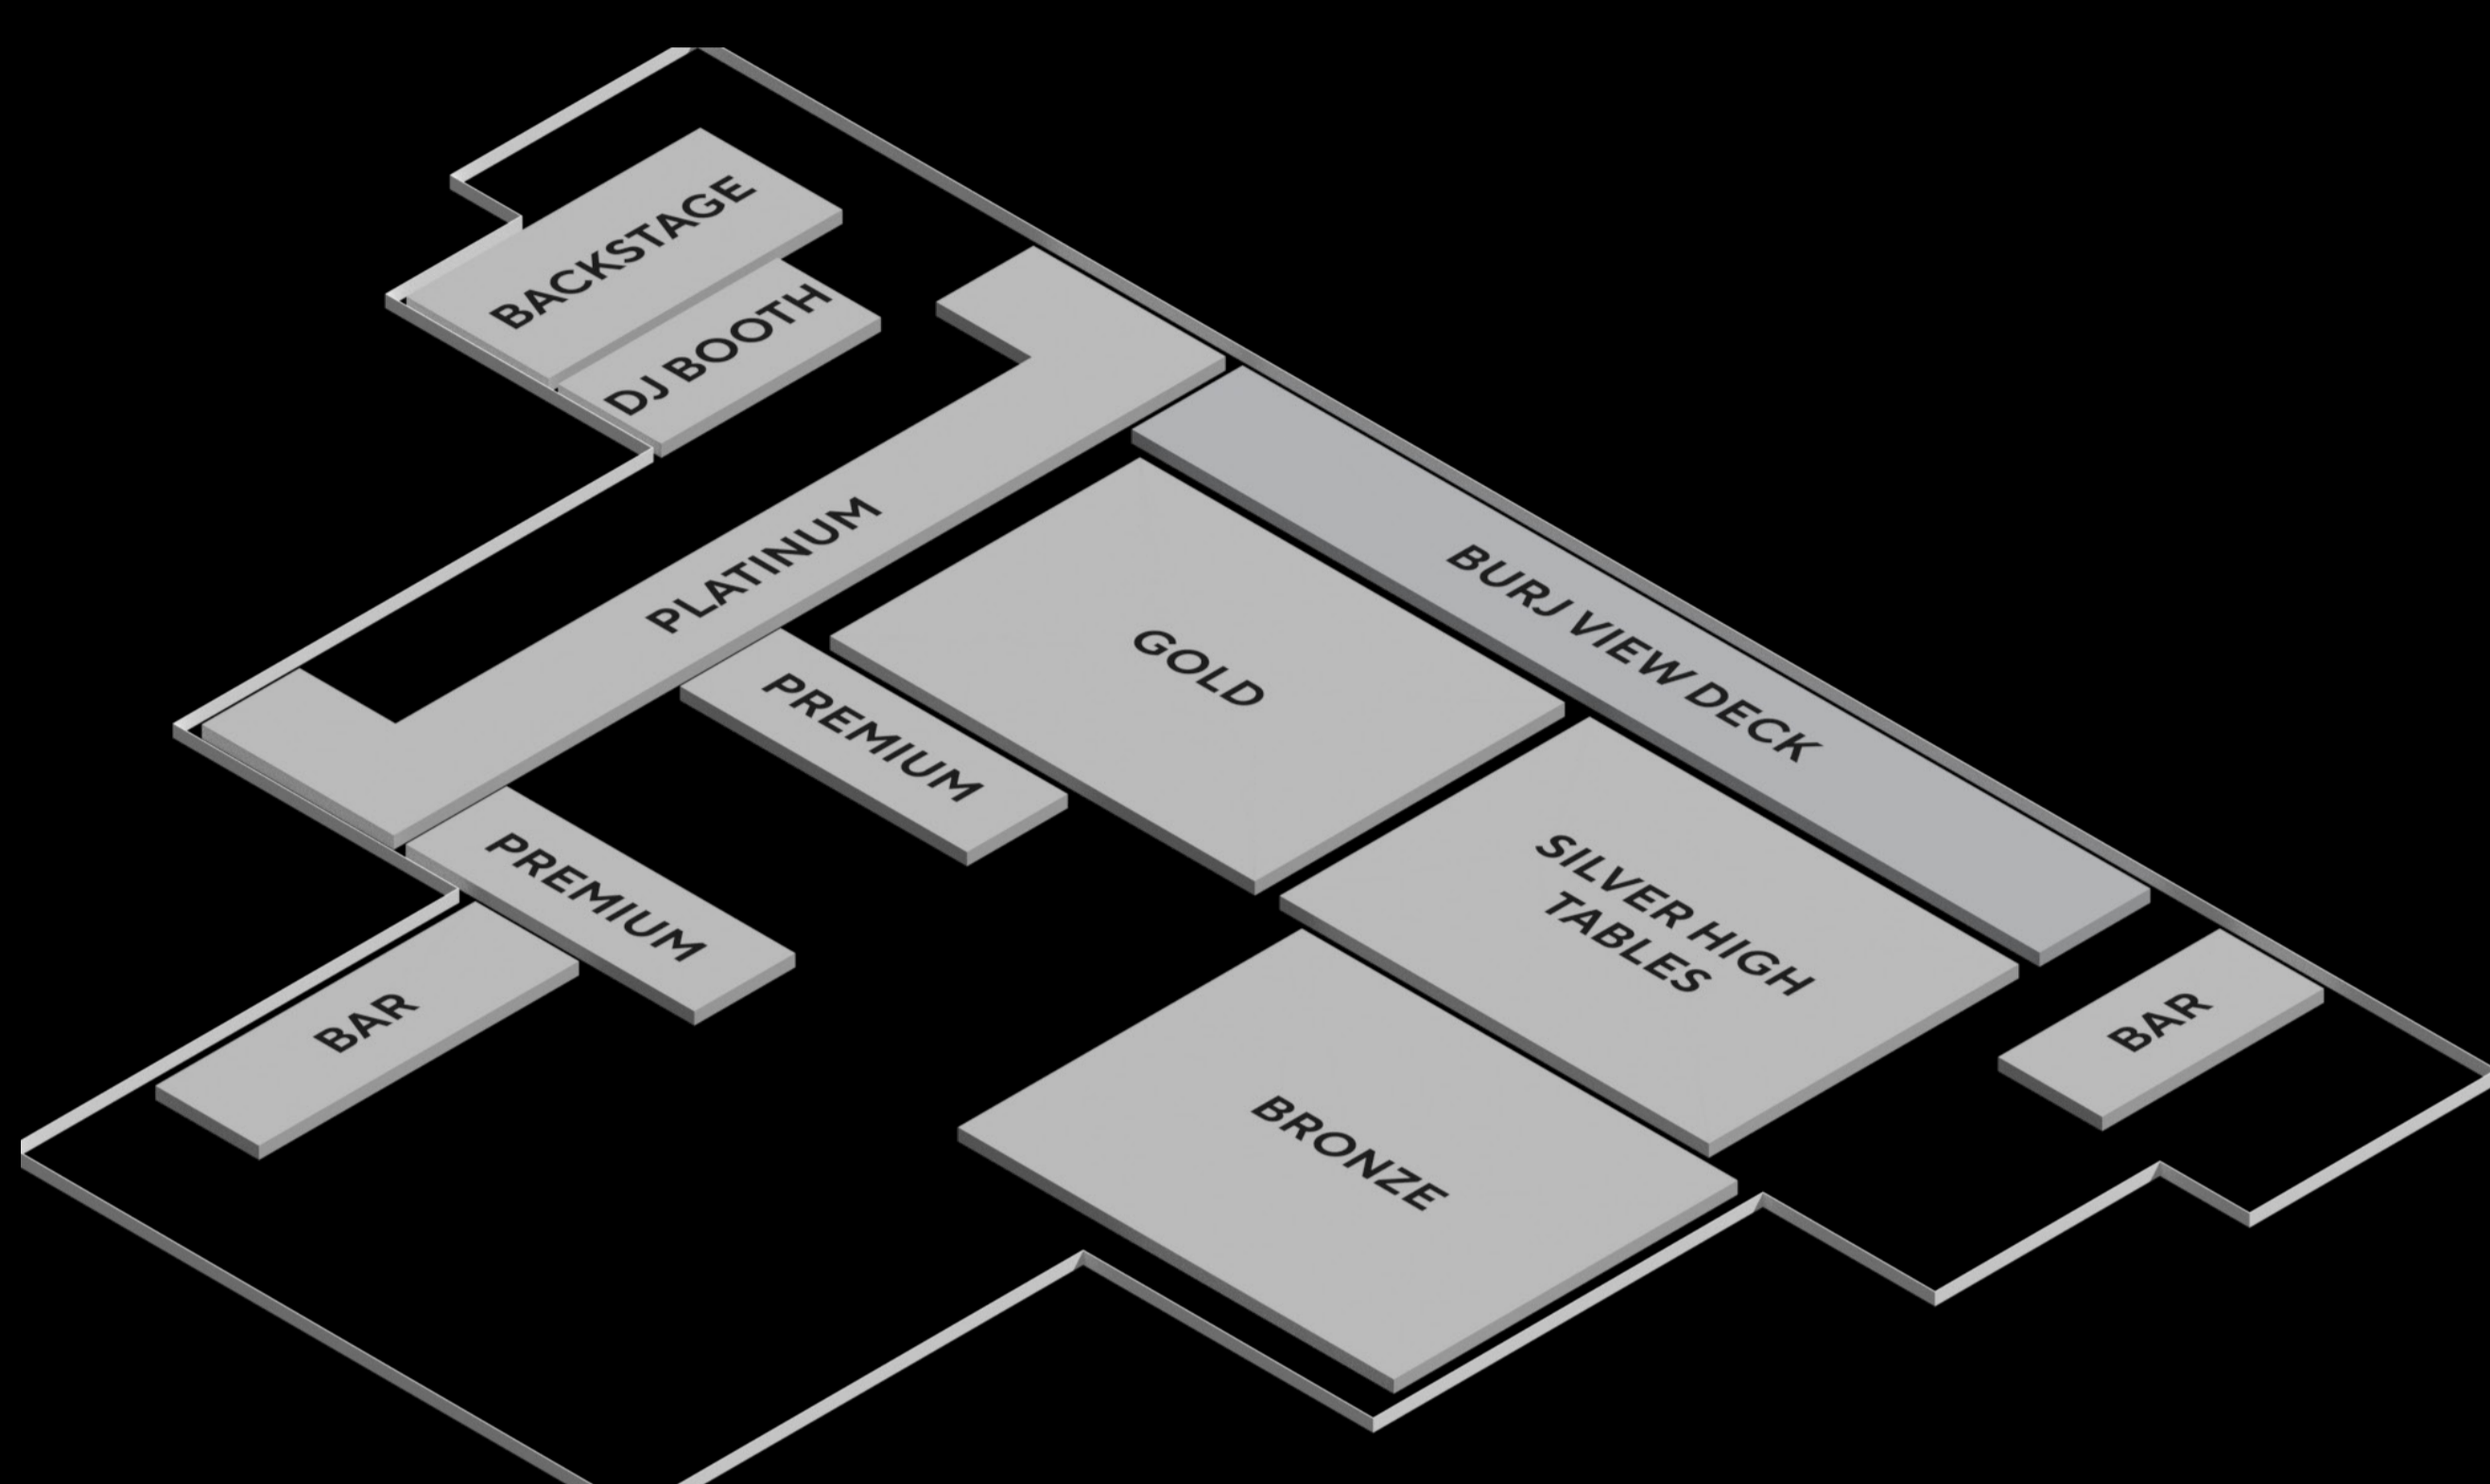 BACKSTAGE
DJ BOOTH
PLATINUM
BURJ VIEW DECK
GOLD
PREMIUM
PREMIUM
SILVER HIGH
TABLES
BAR
BAR
BRONZE